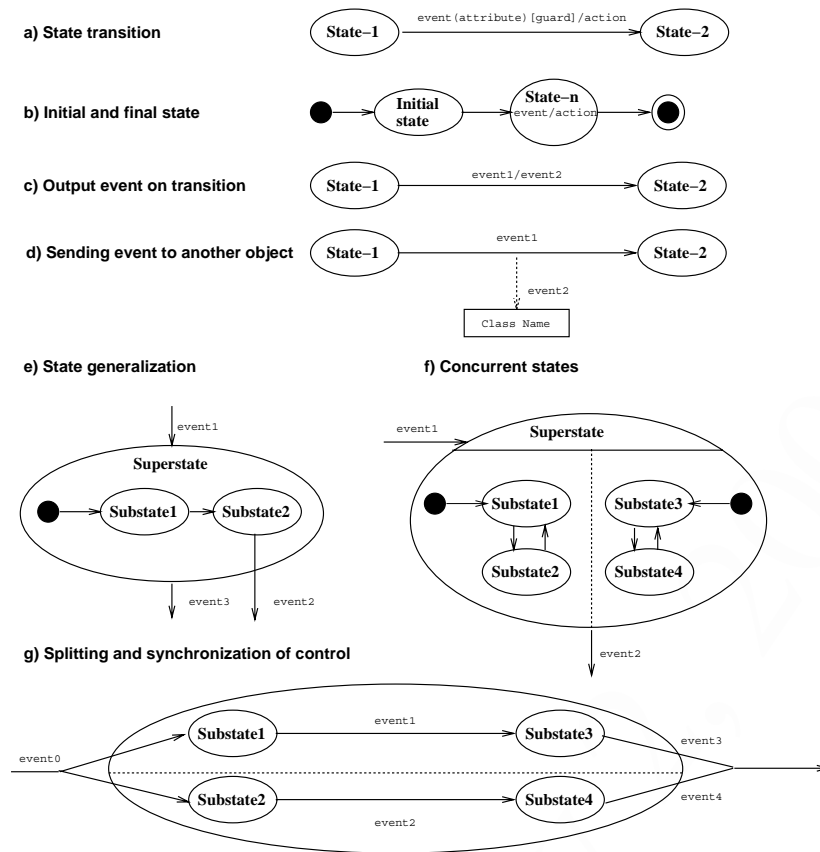 a) State transition
State−1
event(attribute)[guard]/action
State−2
b) Initial and final state
Initial
state
State−n
event/action
c) Output event on transition
State−1
event1/event2
State−2
d) Sending event to another object
State−1
event1
State−2
event2
Class Name
e) State generalization
f) Concurrent states
event1
Superstate
Substate1
Substate2
event3
event2
event1
Superstate
Substate1
Substate3
Substate2
Substate4
event2
g) Splitting and synchronization of control
event0
Substate1
event1
Substate3
event3
Substate2
event2
Substate4
event4